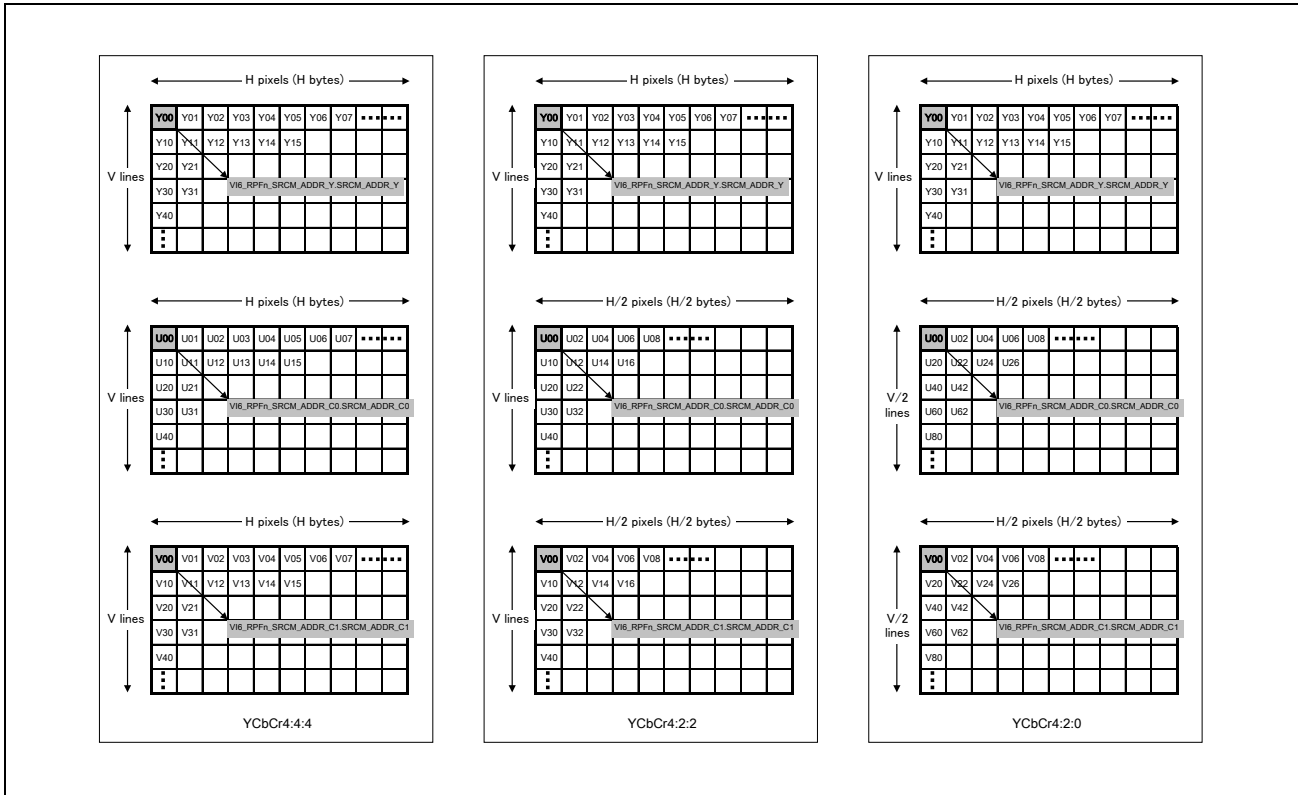 H pixels (H bytes)
V lines
Y00 Y01 Y02 Y03 Y04 Y05 Y06 Y07 ......
Y10 Y11 Y12 Y13 Y14 Y15
Y20 Y21
Y30 Y31 VI6_RPFn_SRCM_ADDR_Y.SRCM_ADDR_Y
Y40
H pixels (H bytes)
V lines
U00 U01 U02 U03 U04 U05 U06 U07 ......
U10 U11 U12 U13 U14 U15
U20 U21
U30 U31 VI6_RPFn_SRCM_ADDR_C0.SRCM_ADDR_C0
U40
H pixels (H bytes)
V lines
V00 V01 V02 V03 V04 V05 V06 V07 ......
V10 V11 V12 V13 V14 V15
V20 V21
V30 V31 VI6_RPFn_SRCM_ADDR_C1.SRCM_ADDR_C1
V40
YCbCr4:4:4
H pixels (H bytes)
V lines
Y00 Y01 Y02 Y03 Y04 Y05 Y06 Y07 ......
Y10 Y11 Y12 Y13 Y14 Y15
Y20 Y21
Y30 Y31 VI6_RPFn_SRCM_ADDR_Y.SRCM_ADDR_Y
Y40
H/2 pixels (H/2 bytes)
V lines
U00 U02 U04 U06 U08 ......
U10 U12 U14 U16
U20 U22
U30 U32 VI6_RPFn_SRCM_ADDR_C0.SRCM_ADDR_C0
U40
H/2 pixels (H/2 bytes)
V lines
V00 V02 V04 V06 V08 ......
V10 V12 V14 V16
V20 V22
V30 V32 VI6_RPFn_SRCM_ADDR_C1.SRCM_ADDR_C1
V40
YCbCr4:2:2
H pixels (H bytes)
V lines
Y00 Y01 Y02 Y03 Y04 Y05 Y06 Y07 ......
Y10 Y11 Y12 Y13 Y14 Y15
Y20 Y21
Y30 Y31 VI6_RPFn_SRCM_ADDR_Y.SRCM_ADDR_Y
Y40
H/2 pixels (H/2 bytes)
V/2
lines
U00 U02 U04 U06 U08 ......
U20 U22 U24 U26
U40 U42
U60 U62 VI6_RPFn_SRCM_ADDR_C0.SRCM_ADDR_C0
U80
H/2 pixels (H/2 bytes)
V/2
lines
V00 V02 V04 V06 V08 ......
V20 V22 V24 V26
V40 V42
V60 V62 VI6_RPFn_SRCM_ADDR_C1.SRCM_ADDR_C1
V80
YCbCr4:2:0